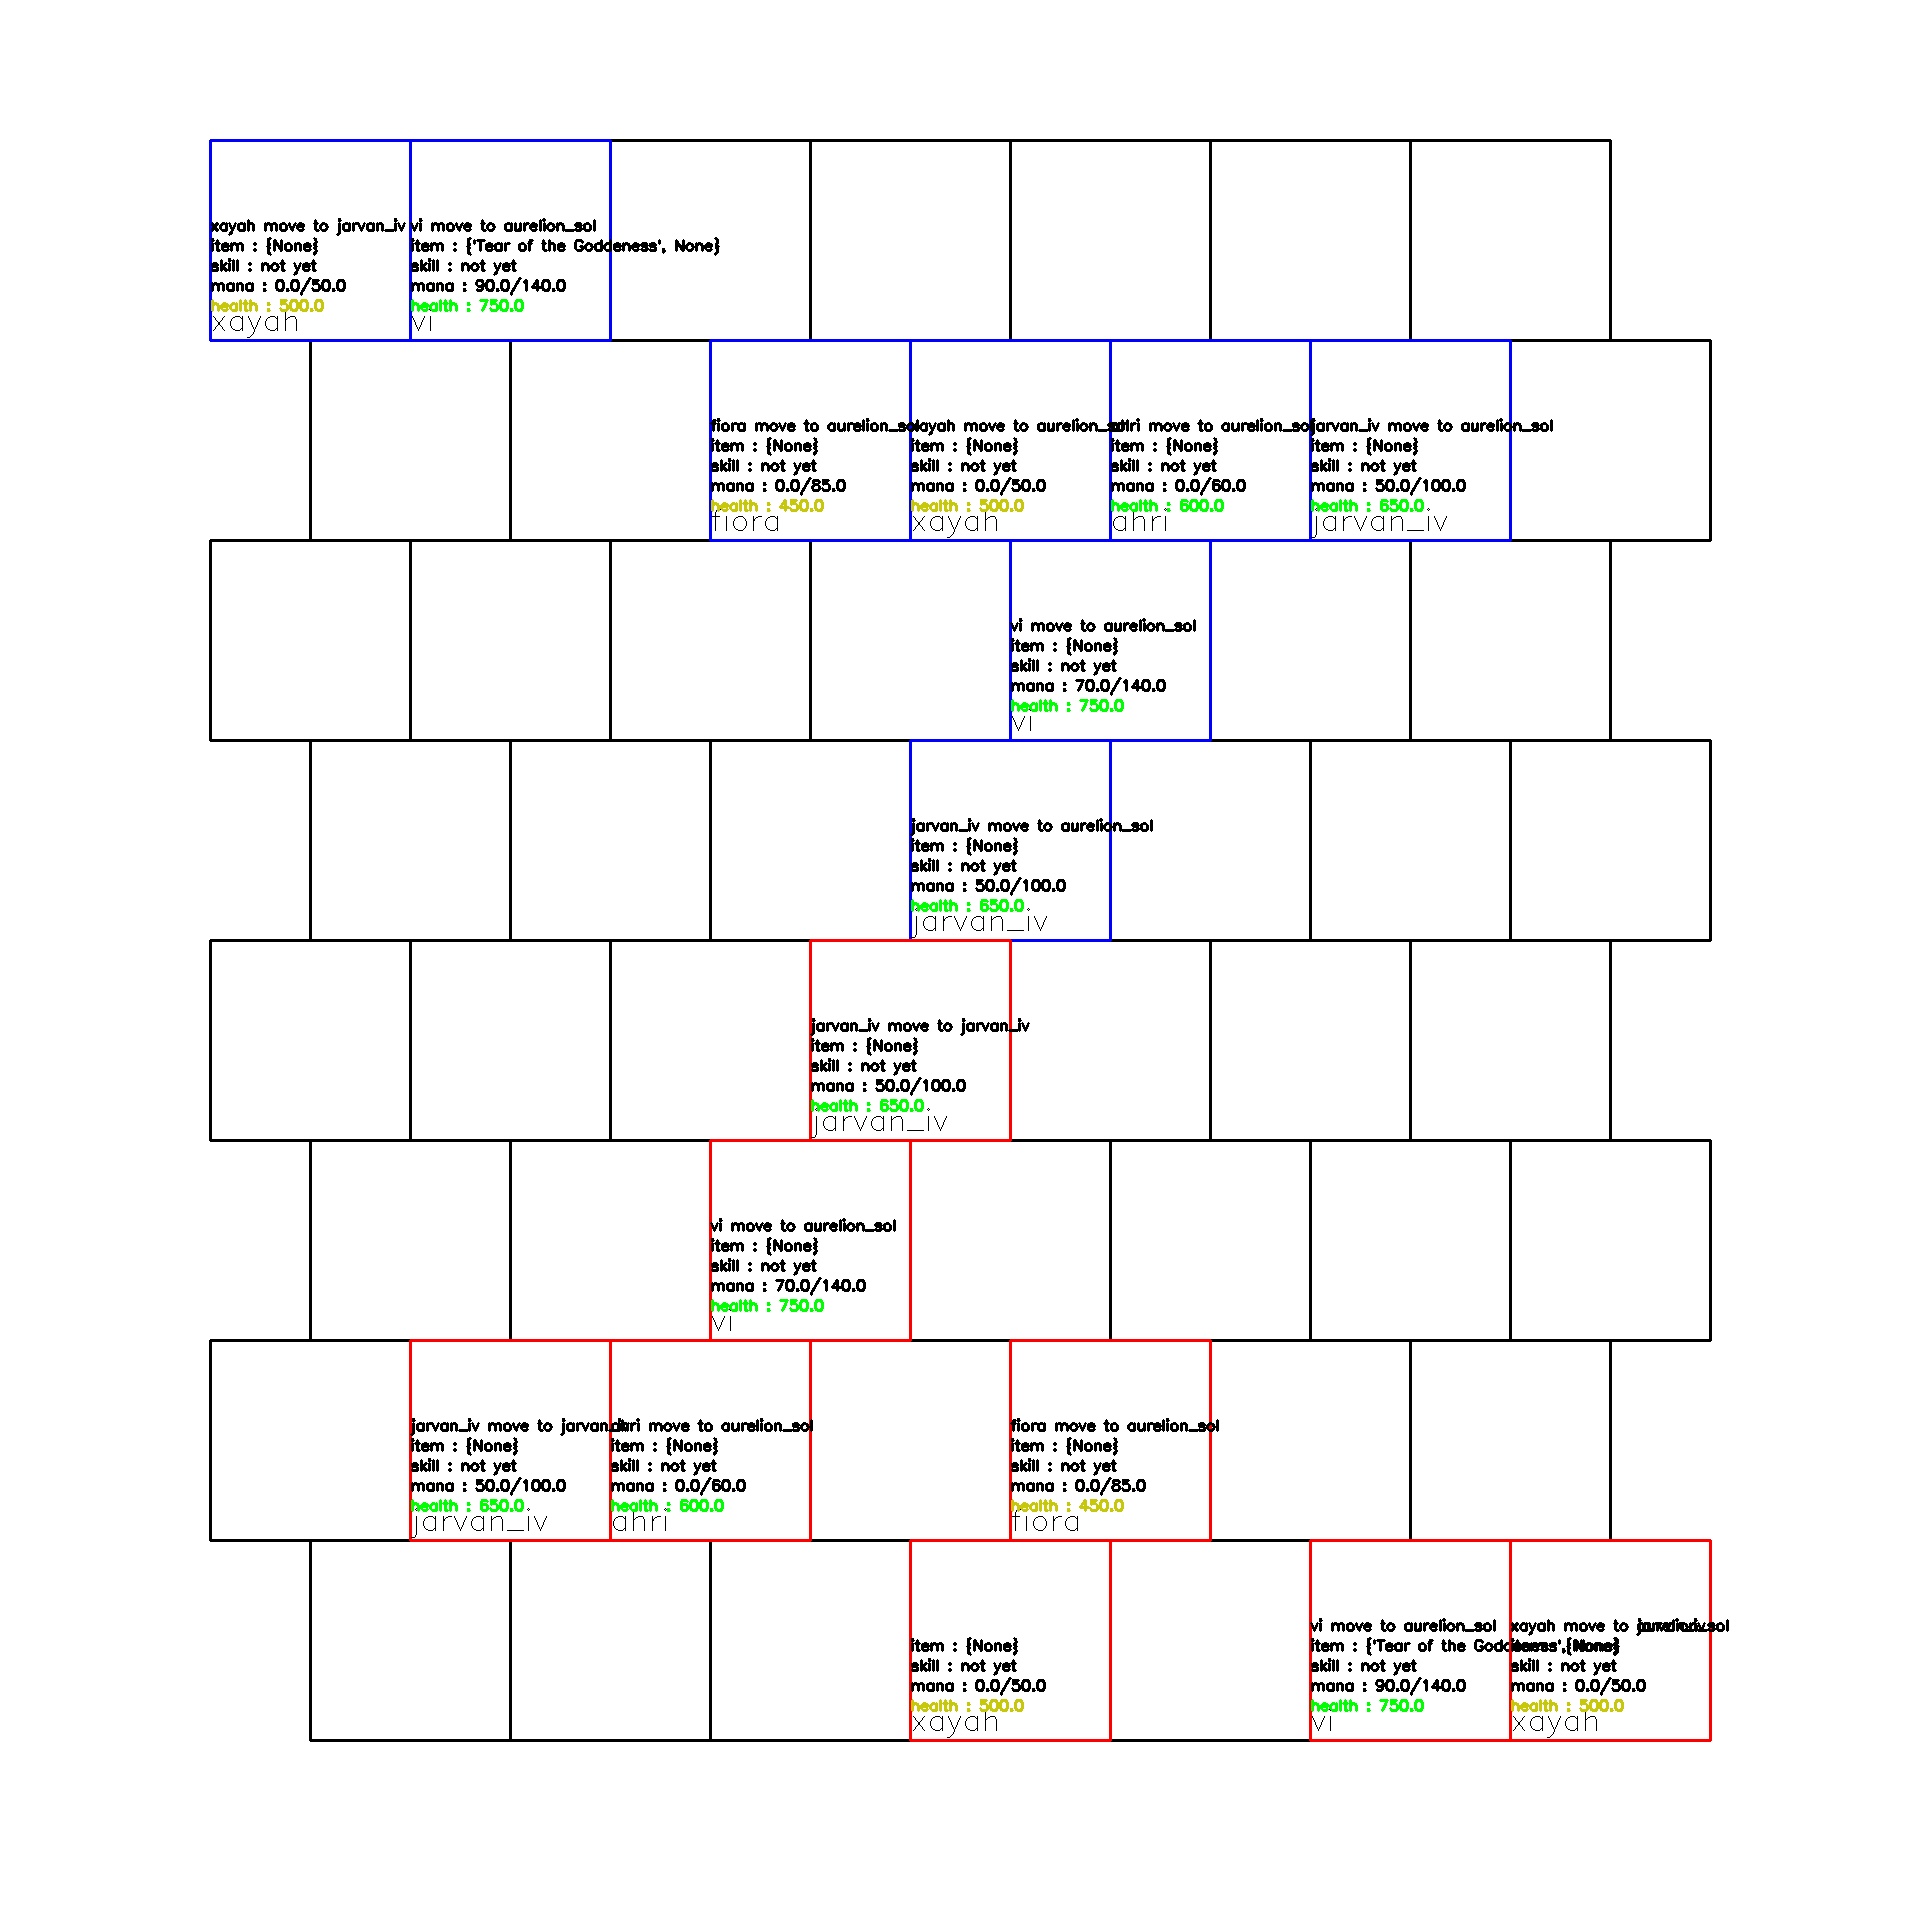 xayah move to jarvan_iv
item : {None}
skill : not yet
mana : 0.0/50.0
health : 500.0
xayah
vi move to aurelion_sol
item : {'Tear of the Goddeness', None}
skill : not yet
mana : 90.0/140.0
health : 750.0
vi
fiora move to aurelion_sol
item : {None}
skill : not yet
mana : 0.0/85.0
health : 450.0
fiora
xayah move to aurelion_sol
item : {None}
skill : not yet
mana : 0.0/50.0
health : 500.0
xayah
ahri move to aurelion_sol
item : {None}
skill : not yet
mana : 0.0/60.0
health : 600.0
ahri
jarvan_iv move to aurelion_sol
item : {None}
skill : not yet
mana : 50.0/100.0
health : 650.0
jarvan_iv
vi move to aurelion_sol
item : {None}
skill : not yet
mana : 70.0/140.0
health : 750.0
vi
jarvan_iv move to aurelion_sol
item : {None}
skill : not yet
mana : 50.0/100.0
health : 650.0
jarvan_iv
jarvan_iv move to jarvan_iv
item : {None}
skill : not yet
mana : 50.0/100.0
health : 650.0
jarvan_iv
vi move to aurelion_sol
item : {None}
skill : not yet
mana : 70.0/140.0
health : 750.0
vi
jarvan_iv move to jarvan_iv
item : {None}
skill : not yet
mana : 50.0/100.0
health : 650.0
jarvan_iv
ahri move to aurelion_sol
item : {None}
skill : not yet
mana : 0.0/60.0
health : 600.0
ahri
fiora move to aurelion_sol
item : {None}
skill : not yet
mana : 0.0/85.0
health : 450.0
fiora
item : {None}
skill : not yet
mana : 0.0/50.0
health : 500.0
xayah
vi move to aurelion_sol
item : {'Tear of the Goddeness', None}
skill : not yet
mana : 90.0/140.0
health : 750.0
vi
xayah move to
item : {None}
skill : not yet
mana : 0.0/50.0
health : 500.0
xayah